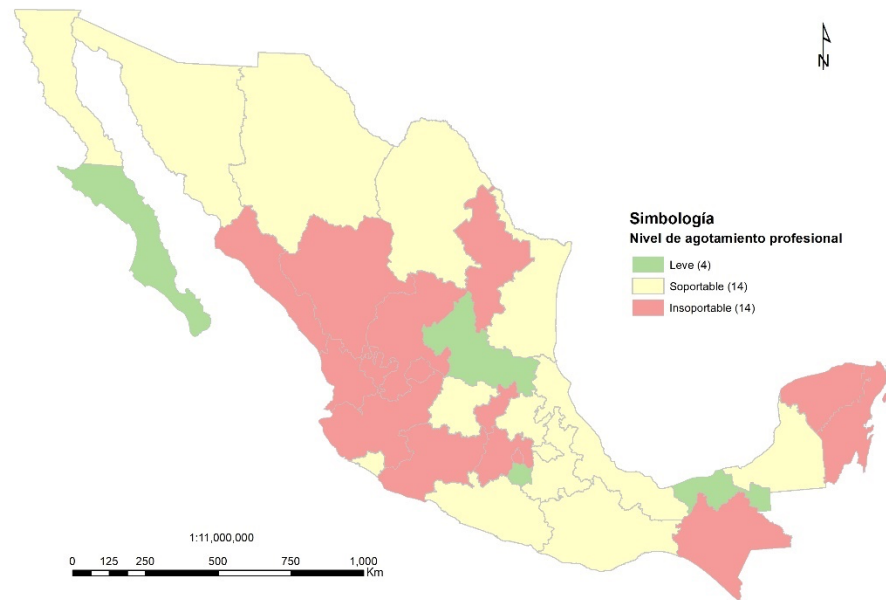 N
Simbología
Nivel de agotamiento profesional
Leve (4)
Soportable (14)
Insoportable (14)
1:11,000,000
0 125 250 500 750 1,000
Km